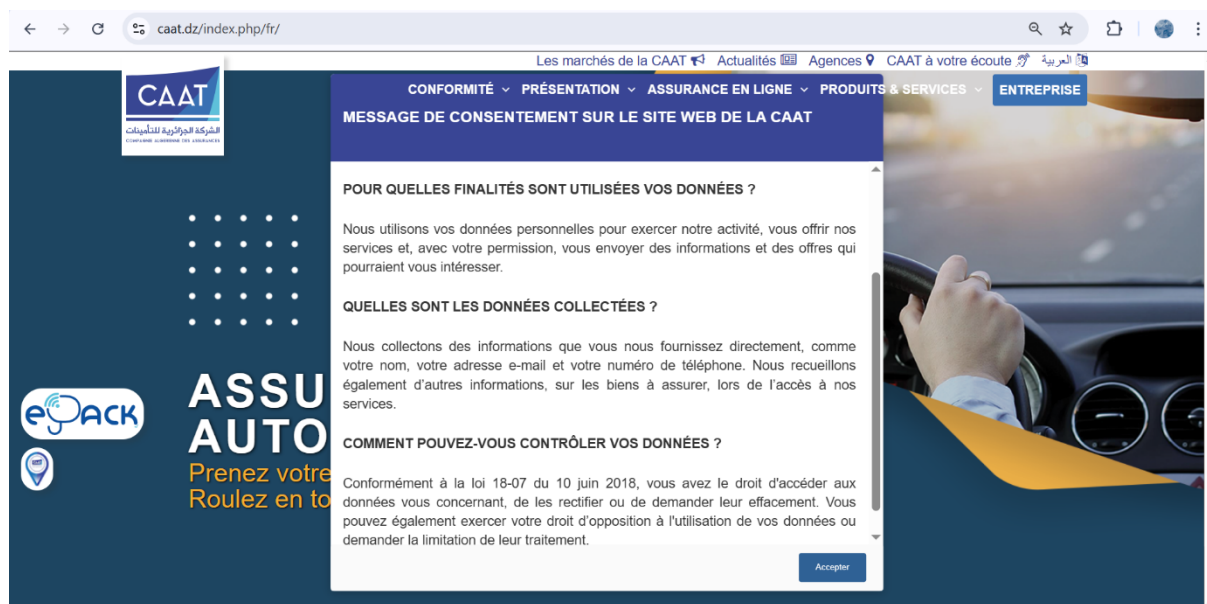 caat.dz/index.php/fr/
Les marchés de la CAAT Actualités Agences CAAT à votre écoute العربية
CAAT
الشركة الجزائرية للتأمينات
COMPAGNIE ALGÉRIENNE DES ASSURANCES
CONFORMITÉ PRÉSENTATION ASSURANCE EN LIGNE PRODUITS & SERVICES ENTREPRISE
MESSAGE DE CONSENTEMENT SUR LE SITE WEB DE LA CAAT
POUR QUELLES FINALITÉS SONT UTILISÉES VOS DONNÉES ?
Nous utilisons vos données personnelles pour exercer notre activité, vous offrir nos
services et, avec votre permission, vous envoyer des informations et des offres qui
pourraient vous intéresser.
QUELLES SONT LES DONNÉES COLLECTÉES ?
Nous collectons des informations que vous nous fournissez directement, comme
votre nom, votre adresse e-mail et votre numéro de téléphone. Nous recueillons
également d'autres informations, sur les biens à assurer, lors de l'accès à nos
services.
COMMENT POUVEZ-VOUS CONTRÔLER VOS DONNÉES ?
Conformément à la loi 18-07 du 10 juin 2018, vous avez le droit d'accéder aux
données vous concernant, de les rectifier ou de demander leur effacement. Vous
pouvez également exercer votre droit d'opposition à l'utilisation de vos données ou
demander la limitation de leur traitement.
Accepter
ePack
ASSU
AUTO
Prenez votre
Roulez en to